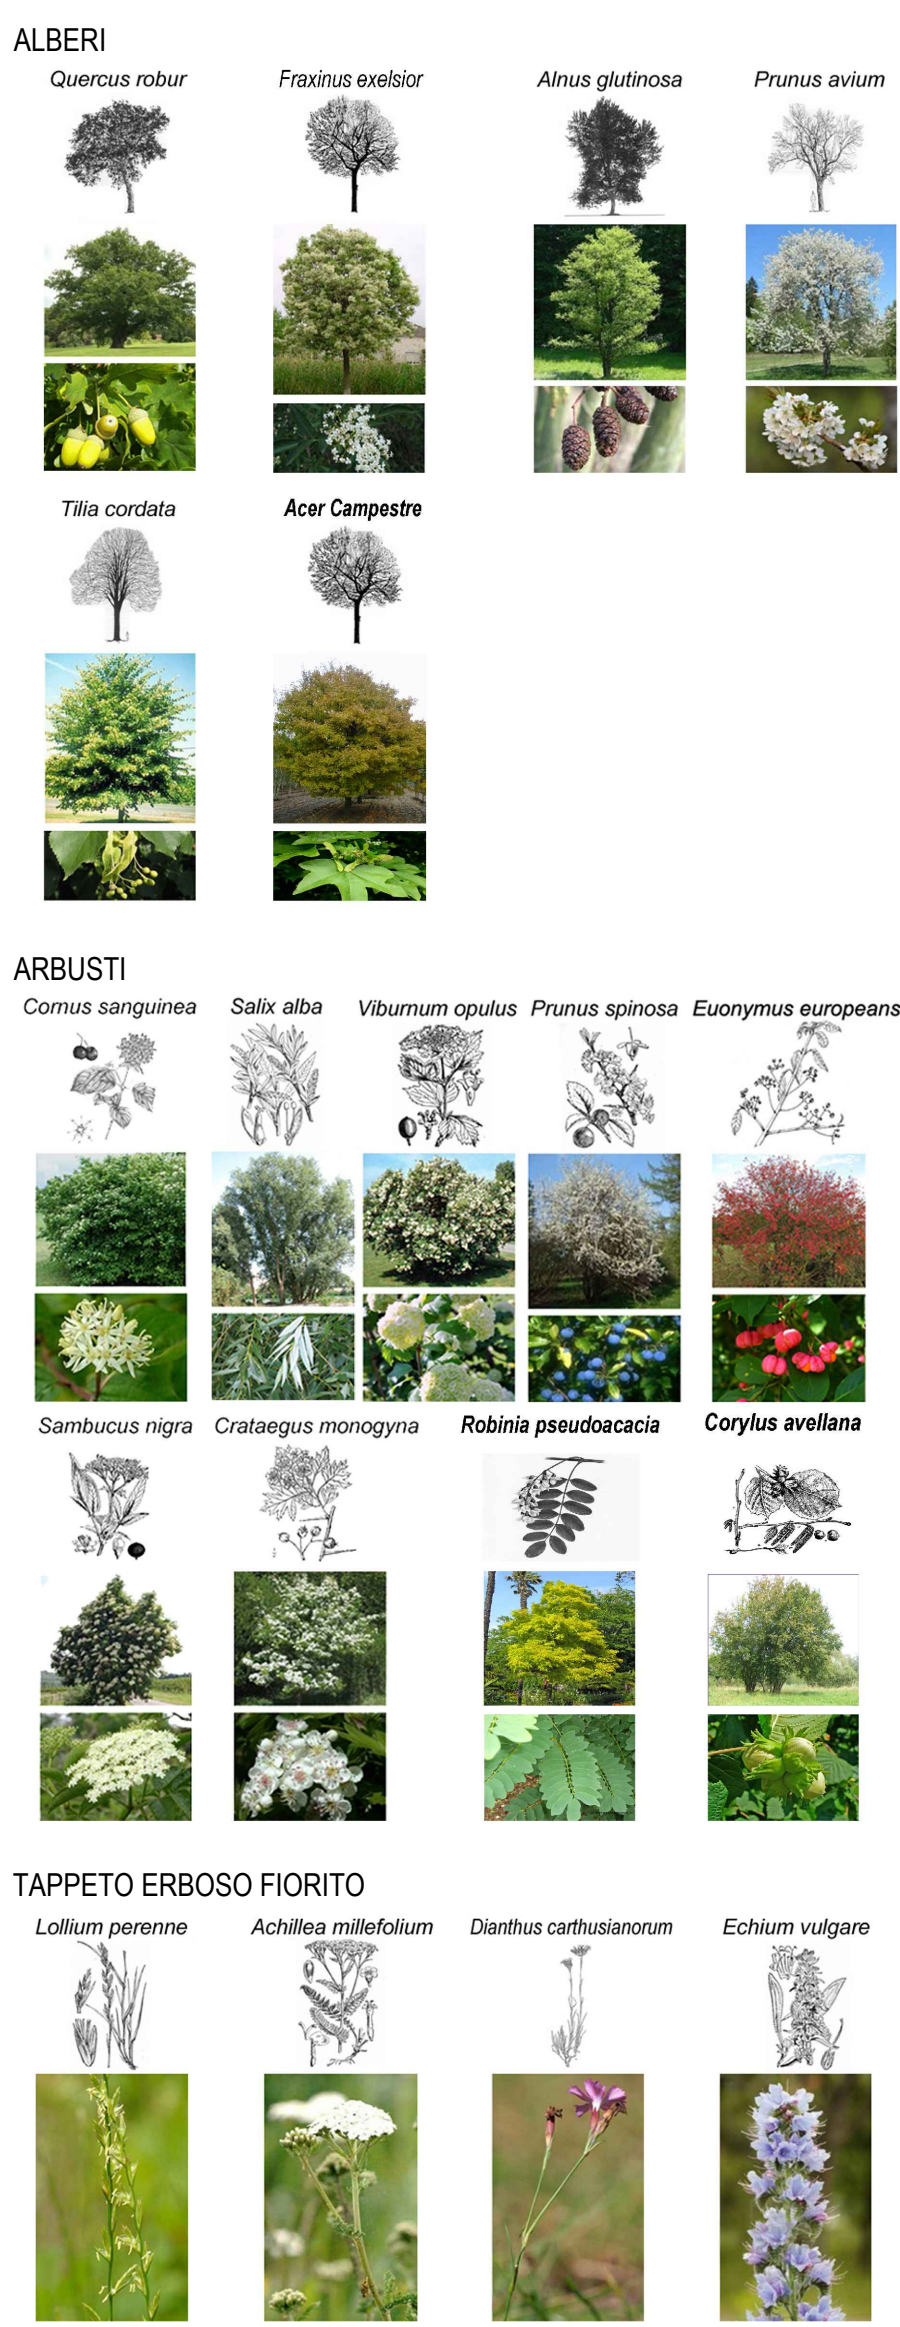 ALBERI
Quercus robur Fraxinus exelsior Alnus glutinosa Prunus avium
Tilia cordata Acer Campestre
ARBUSTI
Cornus sanguinea Salix alba Viburnum opulus Prunus spinosa Euonymus europeans
Sambucus nigra Crataegus monogyna Robinia pseudoacacia Corylus avellana
TAPPETO ERBOSO FIORITO
Lollium perenne Achillea millefolium Dianthus carthusianorum Echium vulgare